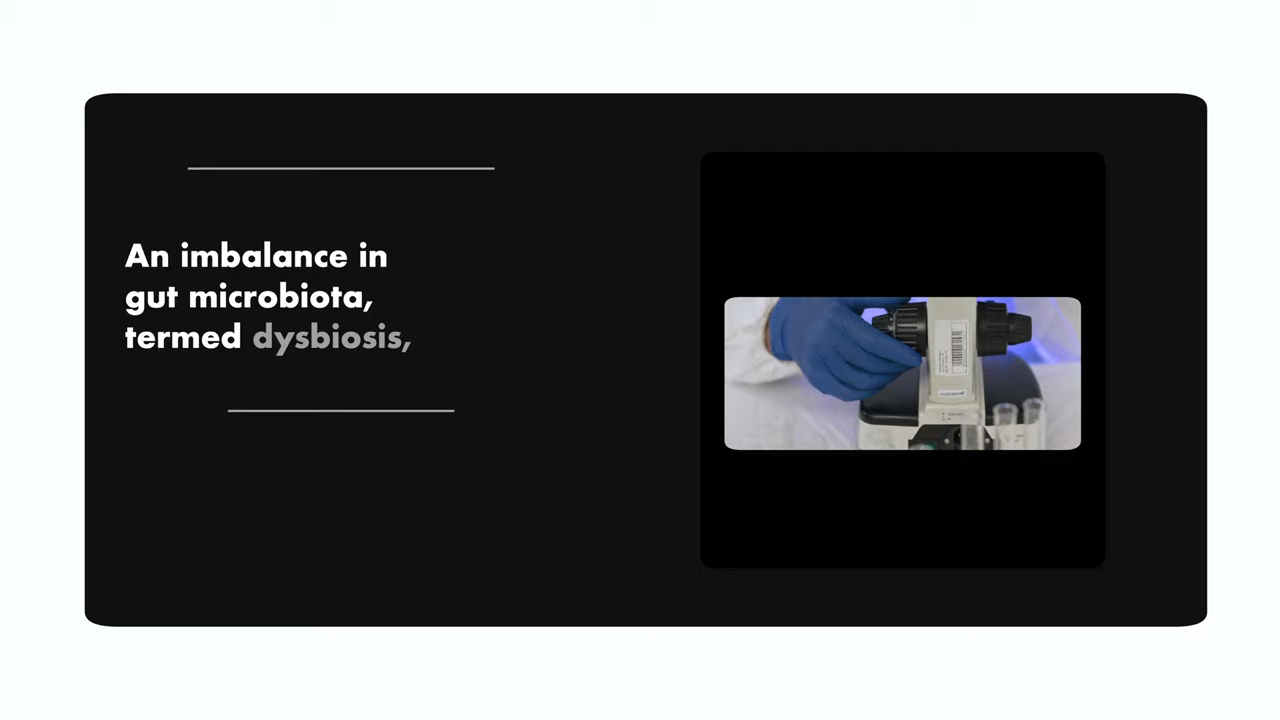 An imbalance in
gut microbiota,
termed dysbiosis,